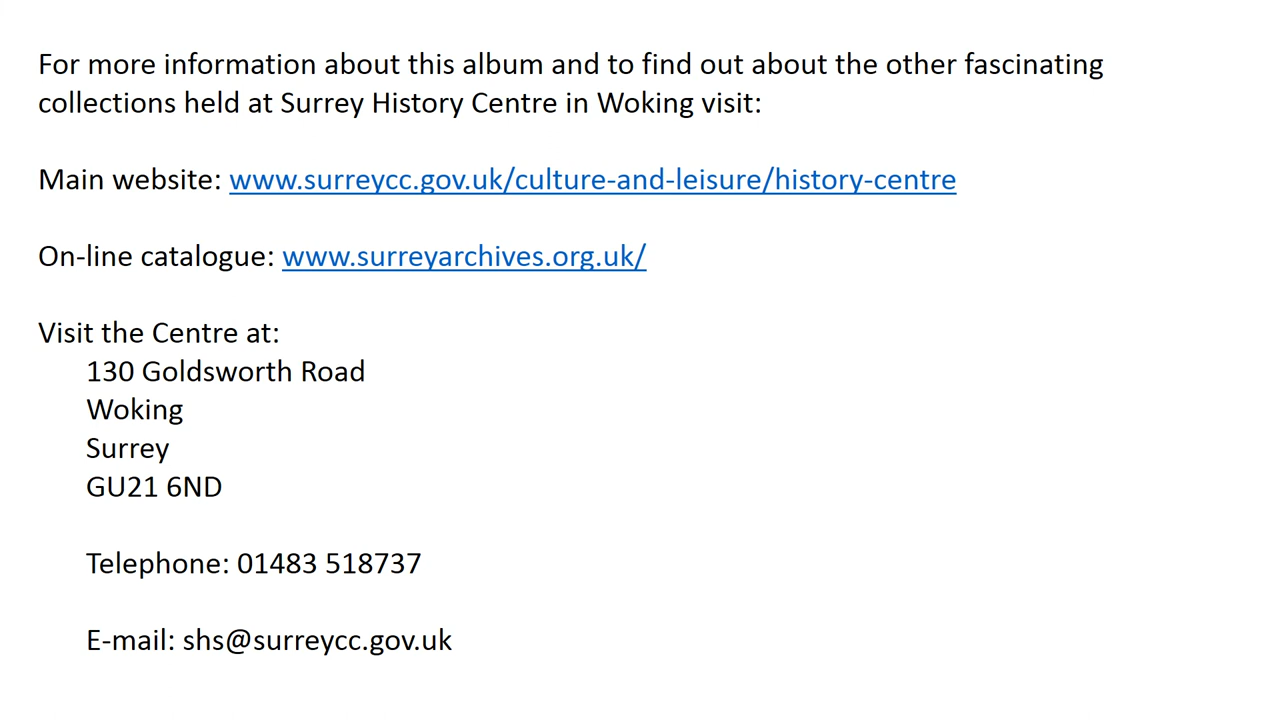 For more information about this album and to find out about the other fascinating
collections held at Surrey History Centre in Woking visit:
Main website: www.surreycc.gov.uk/culture-and-leisure/history-centre
On-line catalogue: www.surreyarchives.org.uk/
Visit the Centre at:
130 Goldsworth Road
Woking
Surrey
GU21 6ND
Telephone: 01483 518737
E-mail: shs@surreycc.gov.uk